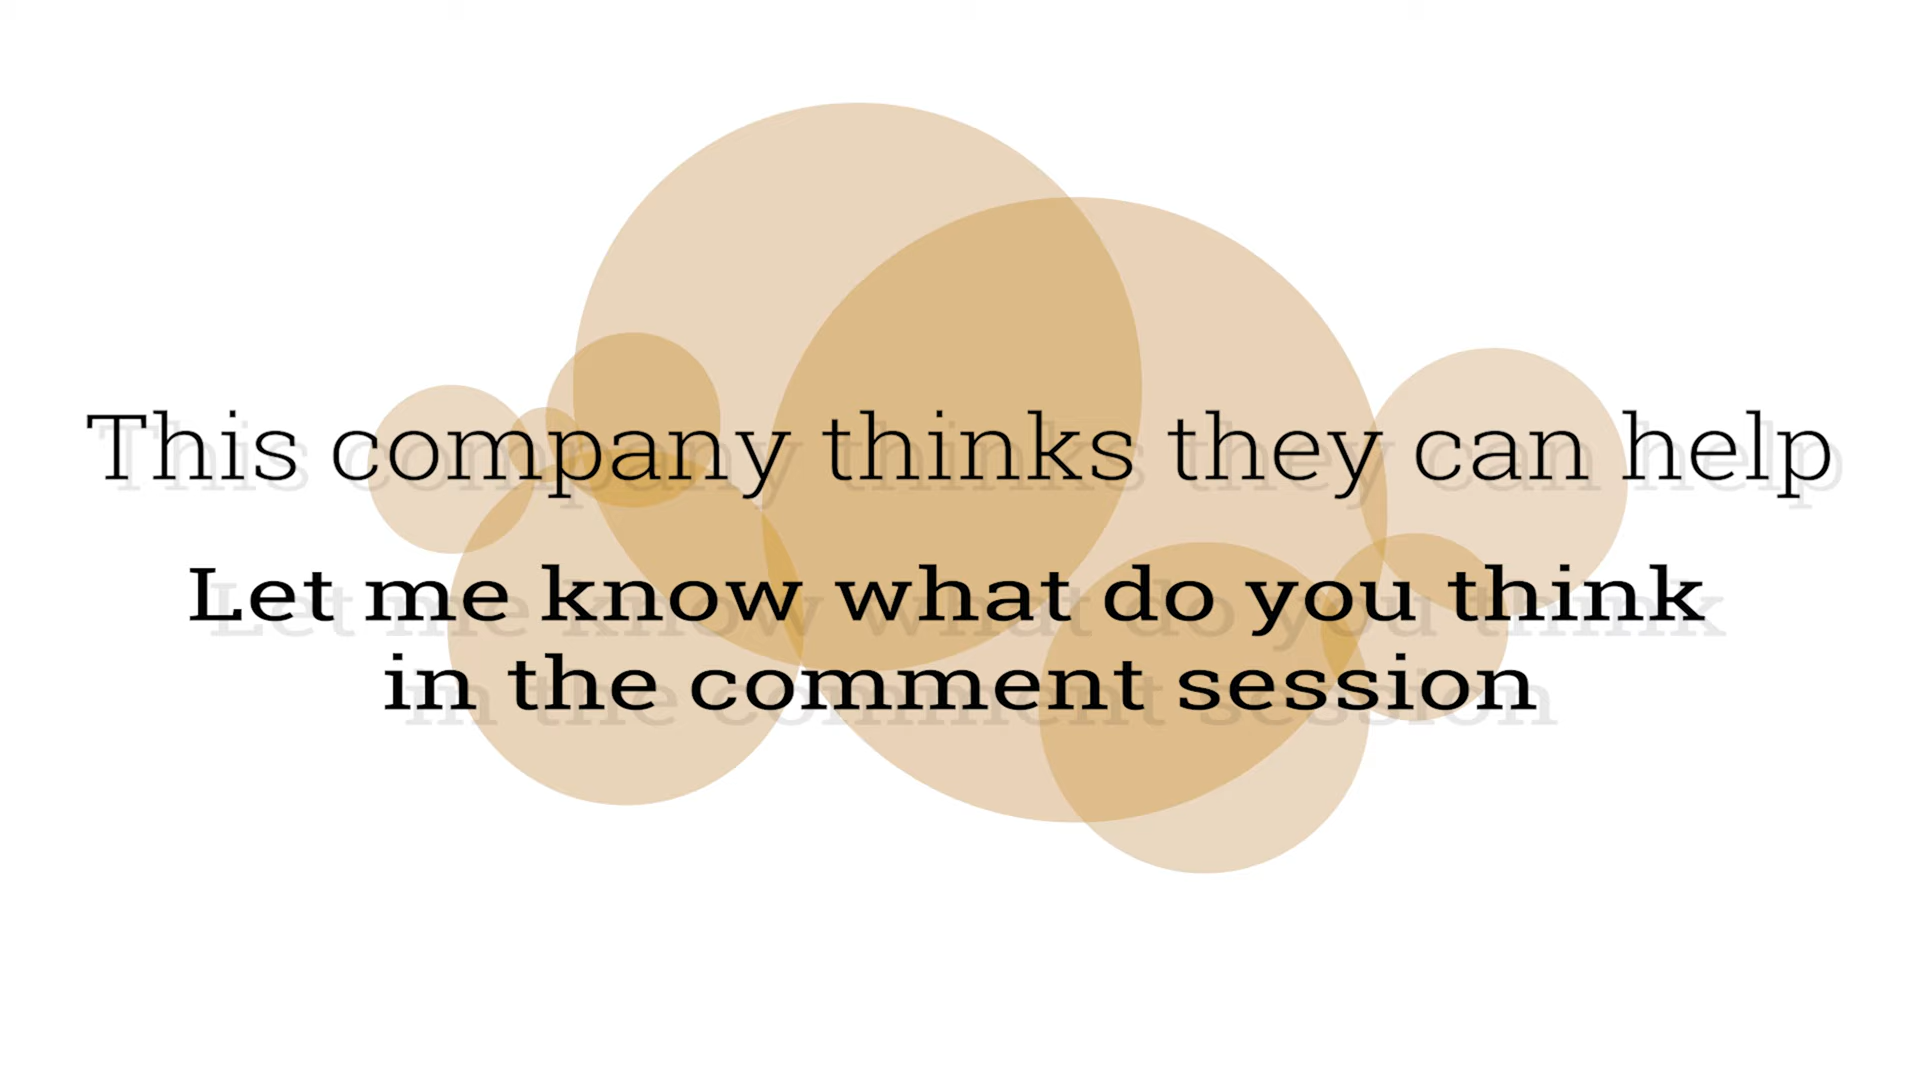 This company thinks they can help
Let me know what do you think
in the comment session